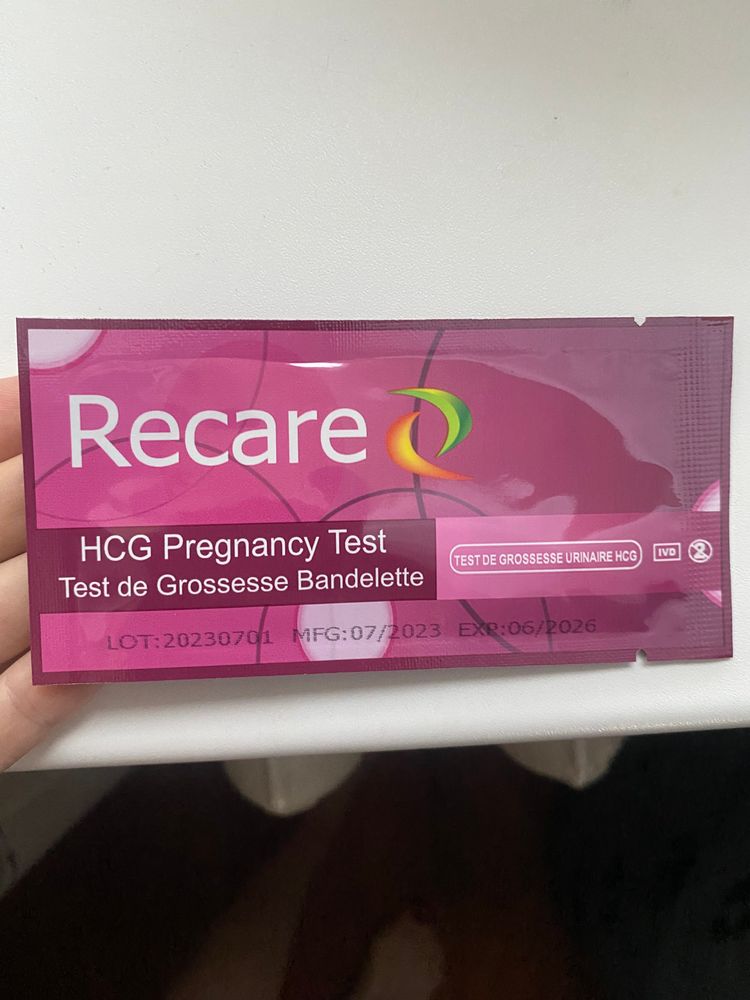 Recare
HCG Pregnancy Test
Test de Grossesse Bandelette
TEST DE GROSSESSE URINAIRE HCG
IVD
2
LOT:20230701 MFG:07/2023 EXP:06/2026